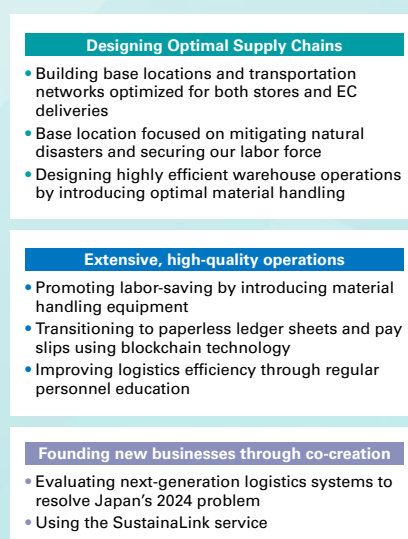 Designing Optimal Supply Chains
• Building base locations and transportation
networks optimized for both stores and EC
deliveries
• Base location focused on mitigating natural
disasters and securing our labor force
• Designing highly efficient warehouse operations
by introducing optimal material handling
Extensive, high-quality operations
• Promoting labor-saving by introducing material
handling equipment
• Transitioning to paperless ledger sheets and pay
slips using blockchain technology
• Improving logistics efficiency through regular
personnel education
Founding new businesses through co-creation
• Evaluating next-generation logistics systems to
resolve Japan's 2024 problem
• Using the SustainaLink service